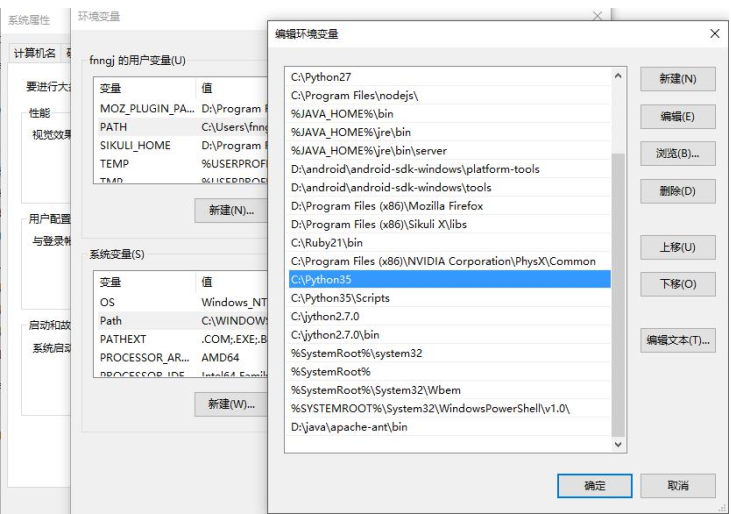 系统属性
环境变量
编辑环境变量
计算机名
fnngj 的用户变量(U)
要进行大
性能
视觉效果
用户配置
与登录帐
启动和故
系统启动
变量 值
MOZ_PLUGIN_PA... D:\Program F
PATH C:\Users\fnng
SIKULI_HOME D:\Program F
TEMP %USERPROFI
TMP %USERPROFI
新建(N)...
系统变量(S)
变量 值
OS Windows_NT
Path C:\WINDOWS
PATHEXT .COM;.EXE;.B
PROCESSOR_AR... AMD64
PROCESSOR_IDE Intel64 Famil
新建(W)...
C:\Python27
C:\Program Files\nodejs\
%JAVA_HOME%\bin
%JAVA_HOME%\jre\bin
%JAVA_HOME%\jre\bin\server
D:\android\android-sdk-windows\platform-tools
D:\android\android-sdk-windows\tools
D:\Program Files (x86)\Mozilla Firefox
D:\Program Files (x86)\Sikuli X\libs
C:\Ruby21\bin
C:\Program Files (x86)\NVIDIA Corporation\PhysX\Common
C:\Python35
C:\Python35\Scripts
C:\jython2.7.0
C:\jython2.7.0\bin
%SystemRoot%\system32
%SystemRoot%
%SystemRoot%\System32\Wbem
%SYSTEMROOT%\System32\WindowsPowerShell\v1.0\
D:\java\apache-ant\bin
新建(N)
编辑(E)
浏览(B)...
删除(D)
上移(U)
下移(O)
编辑文本(T)...
确定
取消